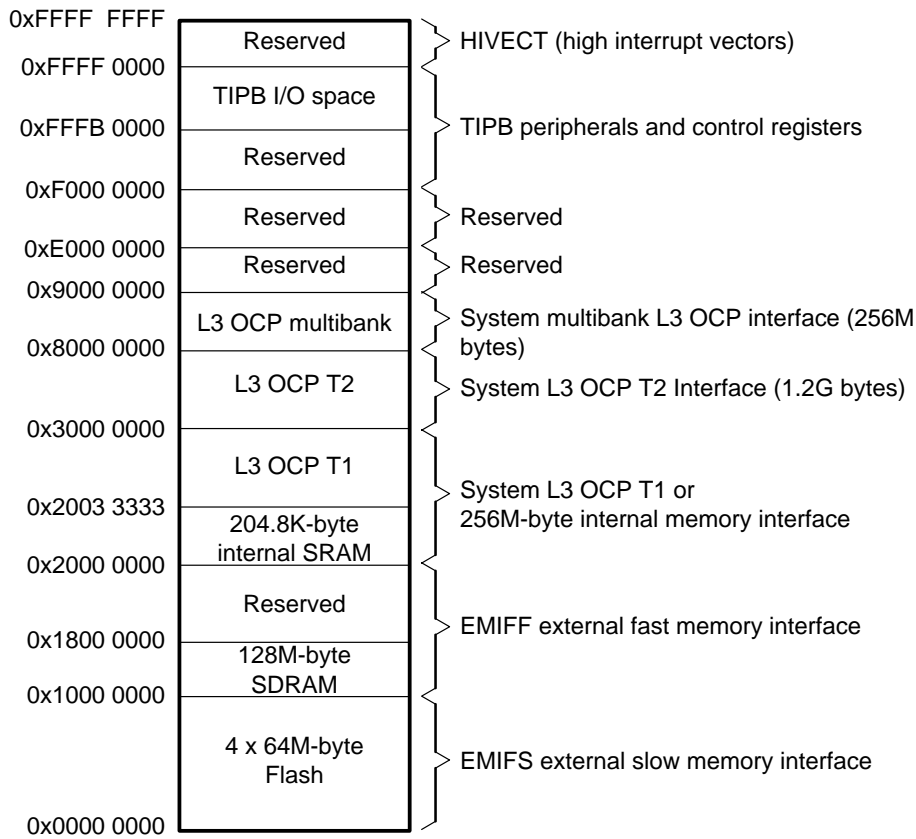 0xFFFF FFFF
Reserved
HIVECT (high interrupt vectors)
0xFFFF 0000
TIPB I/O space
0xFFFB 0000
TIPB peripherals and control registers
Reserved
0xF000 0000
Reserved
Reserved
0xE000 0000
Reserved
Reserved
0x9000 0000
L3 OCP multibank
System multibank L3 OCP interface (256M
bytes)
0x8000 0000
L3 OCP T2
System L3 OCP T2 Interface (1.2G bytes)
0x3000 0000
L3 OCP T1
System L3 OCP T1 or
256M-byte internal memory interface
0x2003 3333
204.8K-byte
internal SRAM
0x2000 0000
Reserved
EMIFF external fast memory interface
0x1800 0000
128M-byte
SDRAM
0x1000 0000
4 x 64M-byte
Flash
EMIFS external slow memory interface
0x0000 0000